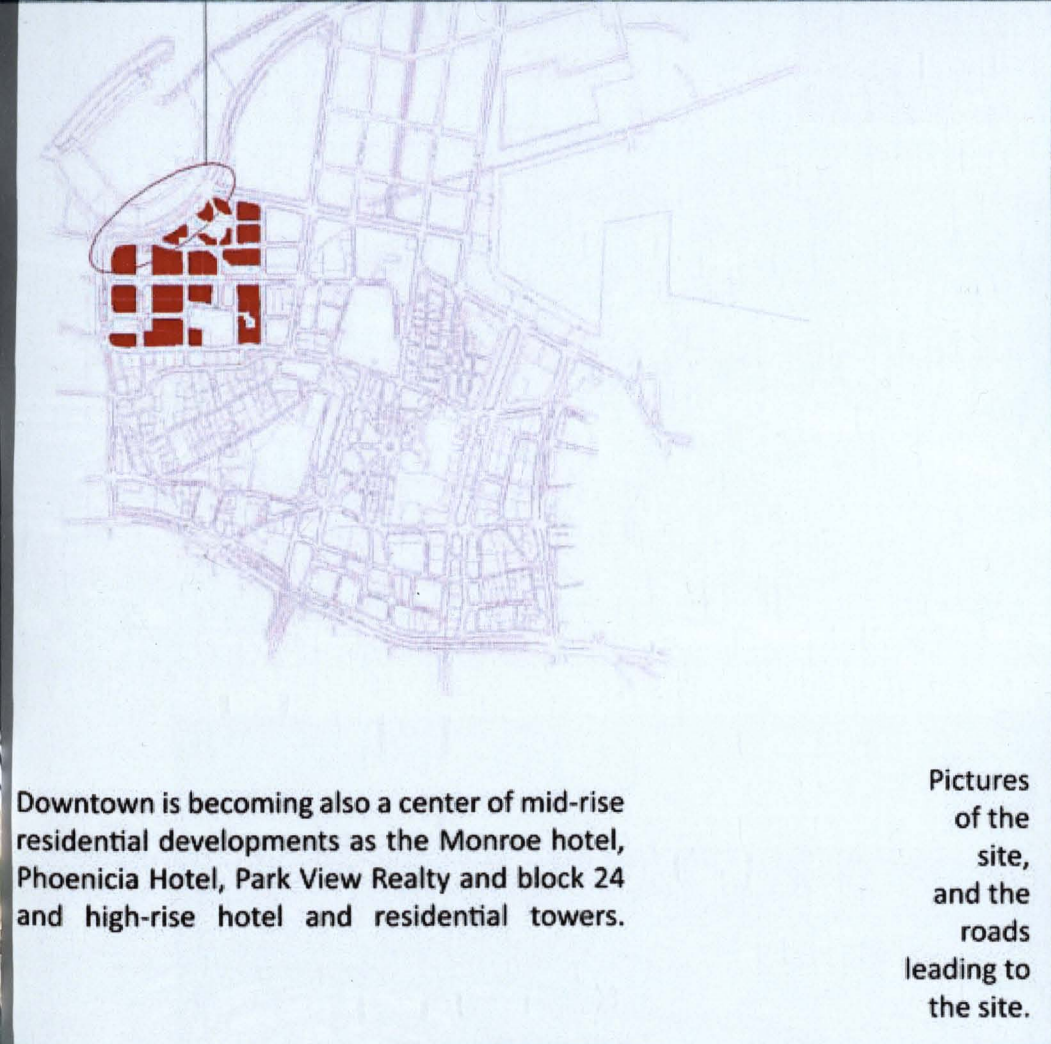 Downtown is becoming also a center of mid-rise
residential developments as the Monroe hotel,
Phoenicia Hotel, Park View Realty and block 24
and high-rise hotel and residential towers.
Pictures
of the
site,
and the
roads
leading to
the site.